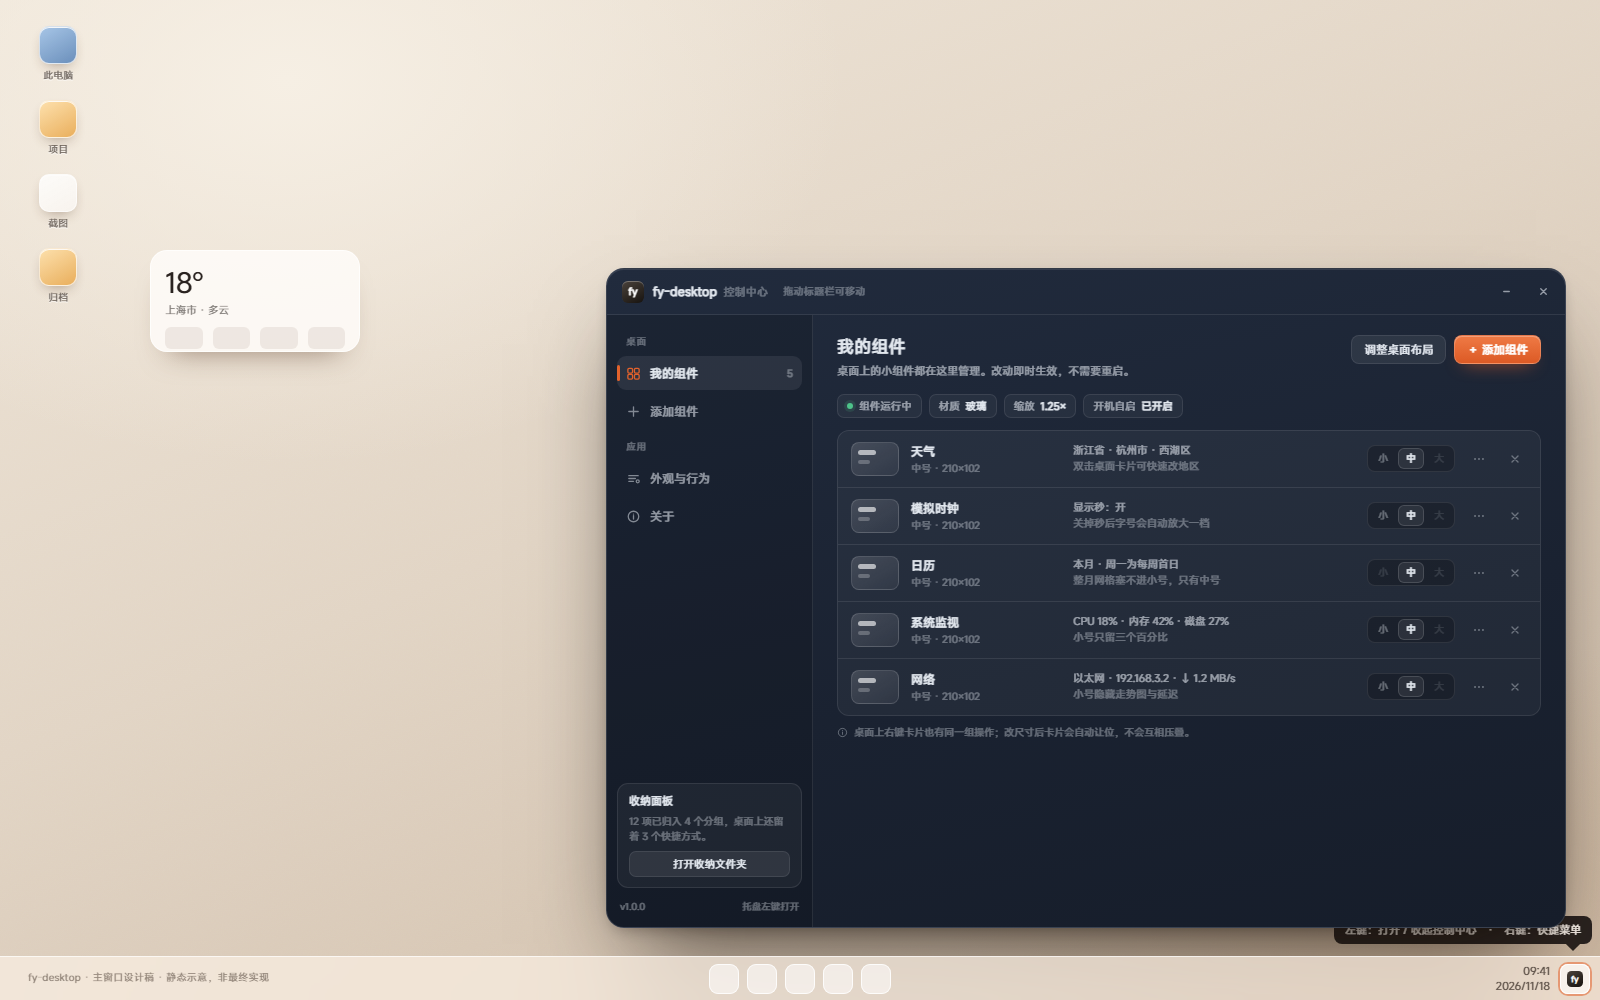 此电脑
项目
截图
归档
18°
上海市 · 多云
fy fy-desktop 控制中心 拖动标题栏可移动
桌面
我的组件 5
添加组件
应用
外观与行为
关于
收纳面板
12 项已归入 4 个分组，桌面上还留
着 3 个快捷方式。
打开收纳文件夹
v1.0.0 托盘左键打开
我的组件
桌面上的小组件都在这里管理。改动即时生效，不需要重启。
调整桌面布局 + 添加组件
组件运行中 材质 玻璃 缩放 1.25× 开机自启 已开启
天气
中号 · 210×102
浙江省 · 杭州市 · 西湖区
双击桌面卡片可快速改地区
小 中 大 ··· ×
模拟时钟
中号 · 210×102
显示秒：开
关掉秒后字号会自动放大一档
小 中 大 ··· ×
日历
中号 · 210×102
本月 · 周一为每周首日
整月网格塞不进小号，只有中号
小 中 大 ··· ×
系统监视
中号 · 210×102
CPU 18% · 内存 42% · 磁盘 27%
小号只留三个百分比
小 中 大 ··· ×
网络
中号 · 210×102
以太网 · 192.168.3.2 · ↓ 1.2 MB/s
小号隐藏走势图与延迟
小 中 大 ··· ×
桌面上右键卡片也有同一组操作；改尺寸后卡片会自动让位，不会互相压叠。
左键：打开 / 收起控制中心 · 右键：快捷菜单
fy-desktop · 主窗口设计稿 · 静态示意，非最终实现
09:41
2026/11/18
fy